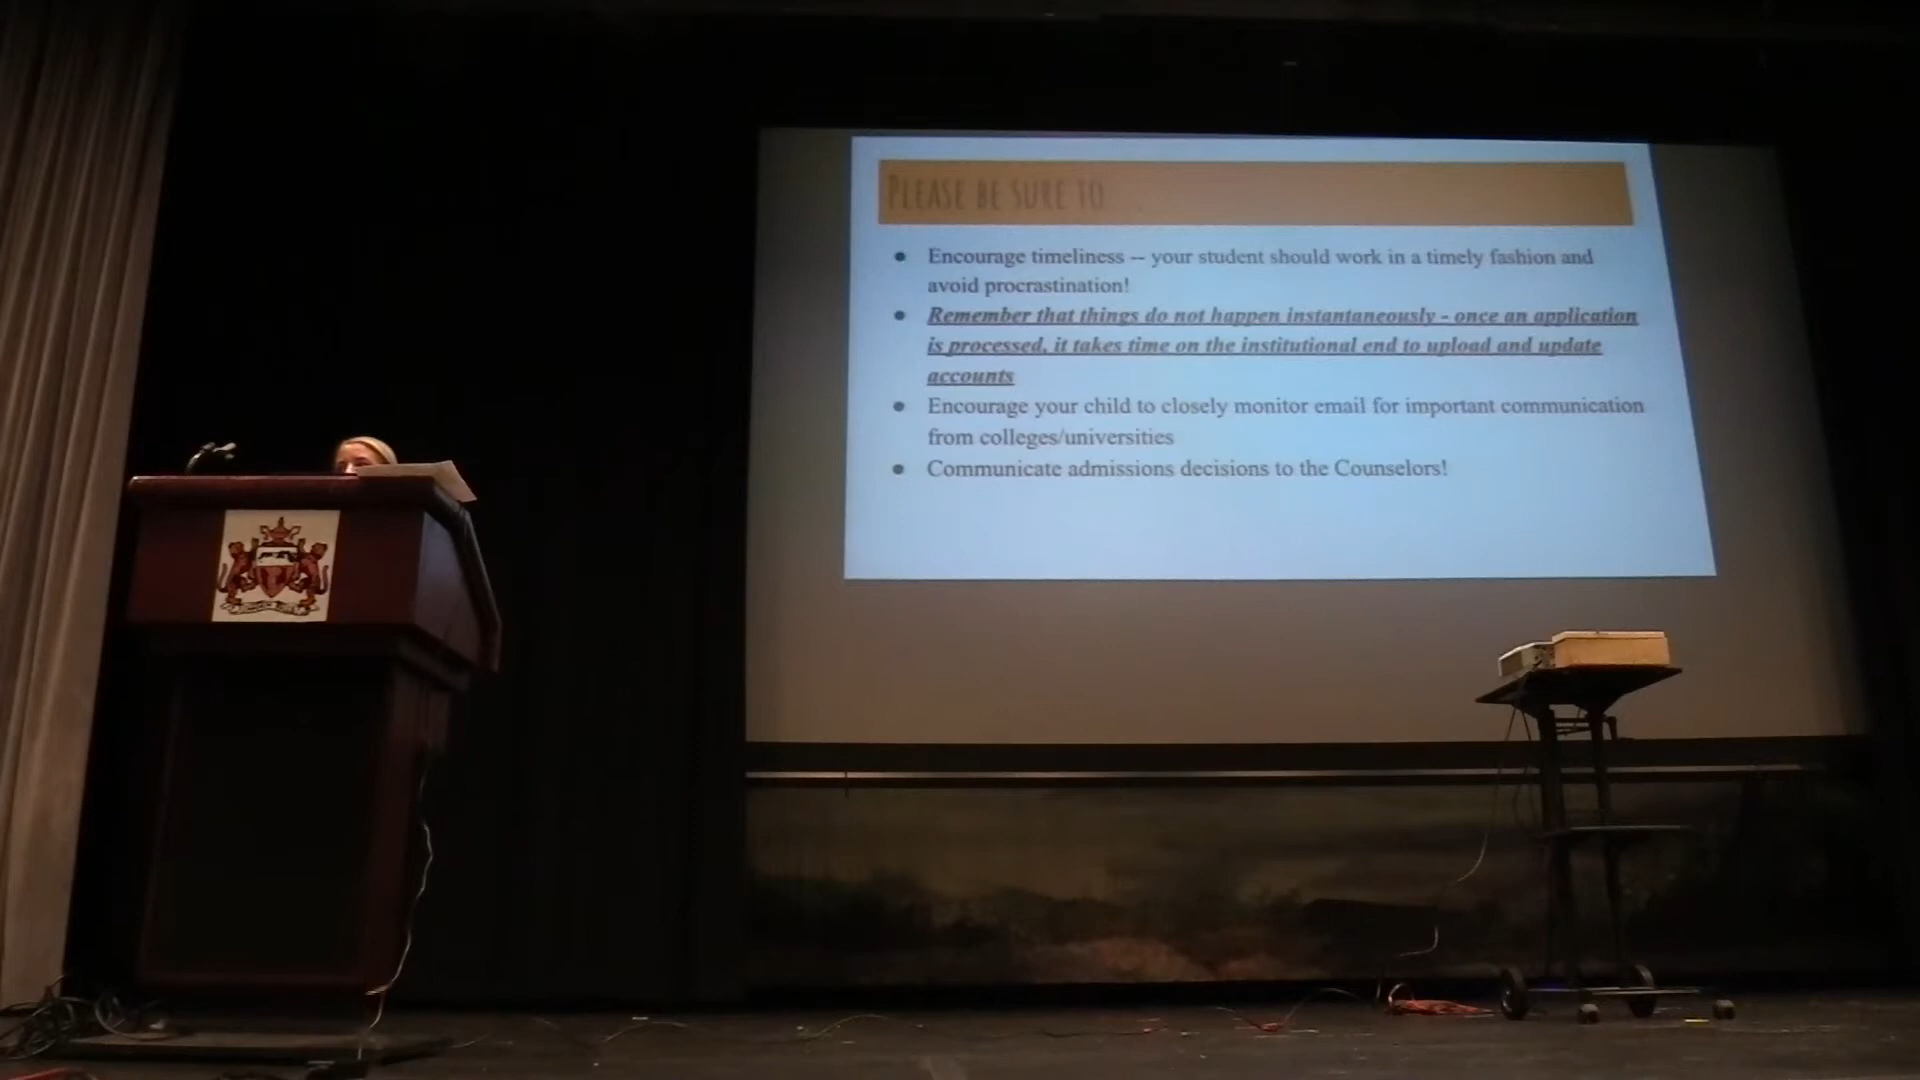 PLEASE BE SURE TO...
● Encourage timeliness -- your student should work in a timely fashion and
avoid procrastination!
● Remember that things do not happen instantaneously - once an application
is processed, it takes time on the institutional end to upload and update
accounts
● Encourage your child to closely monitor email for important communication
from colleges/universities
● Communicate admissions decisions to the Counselors!